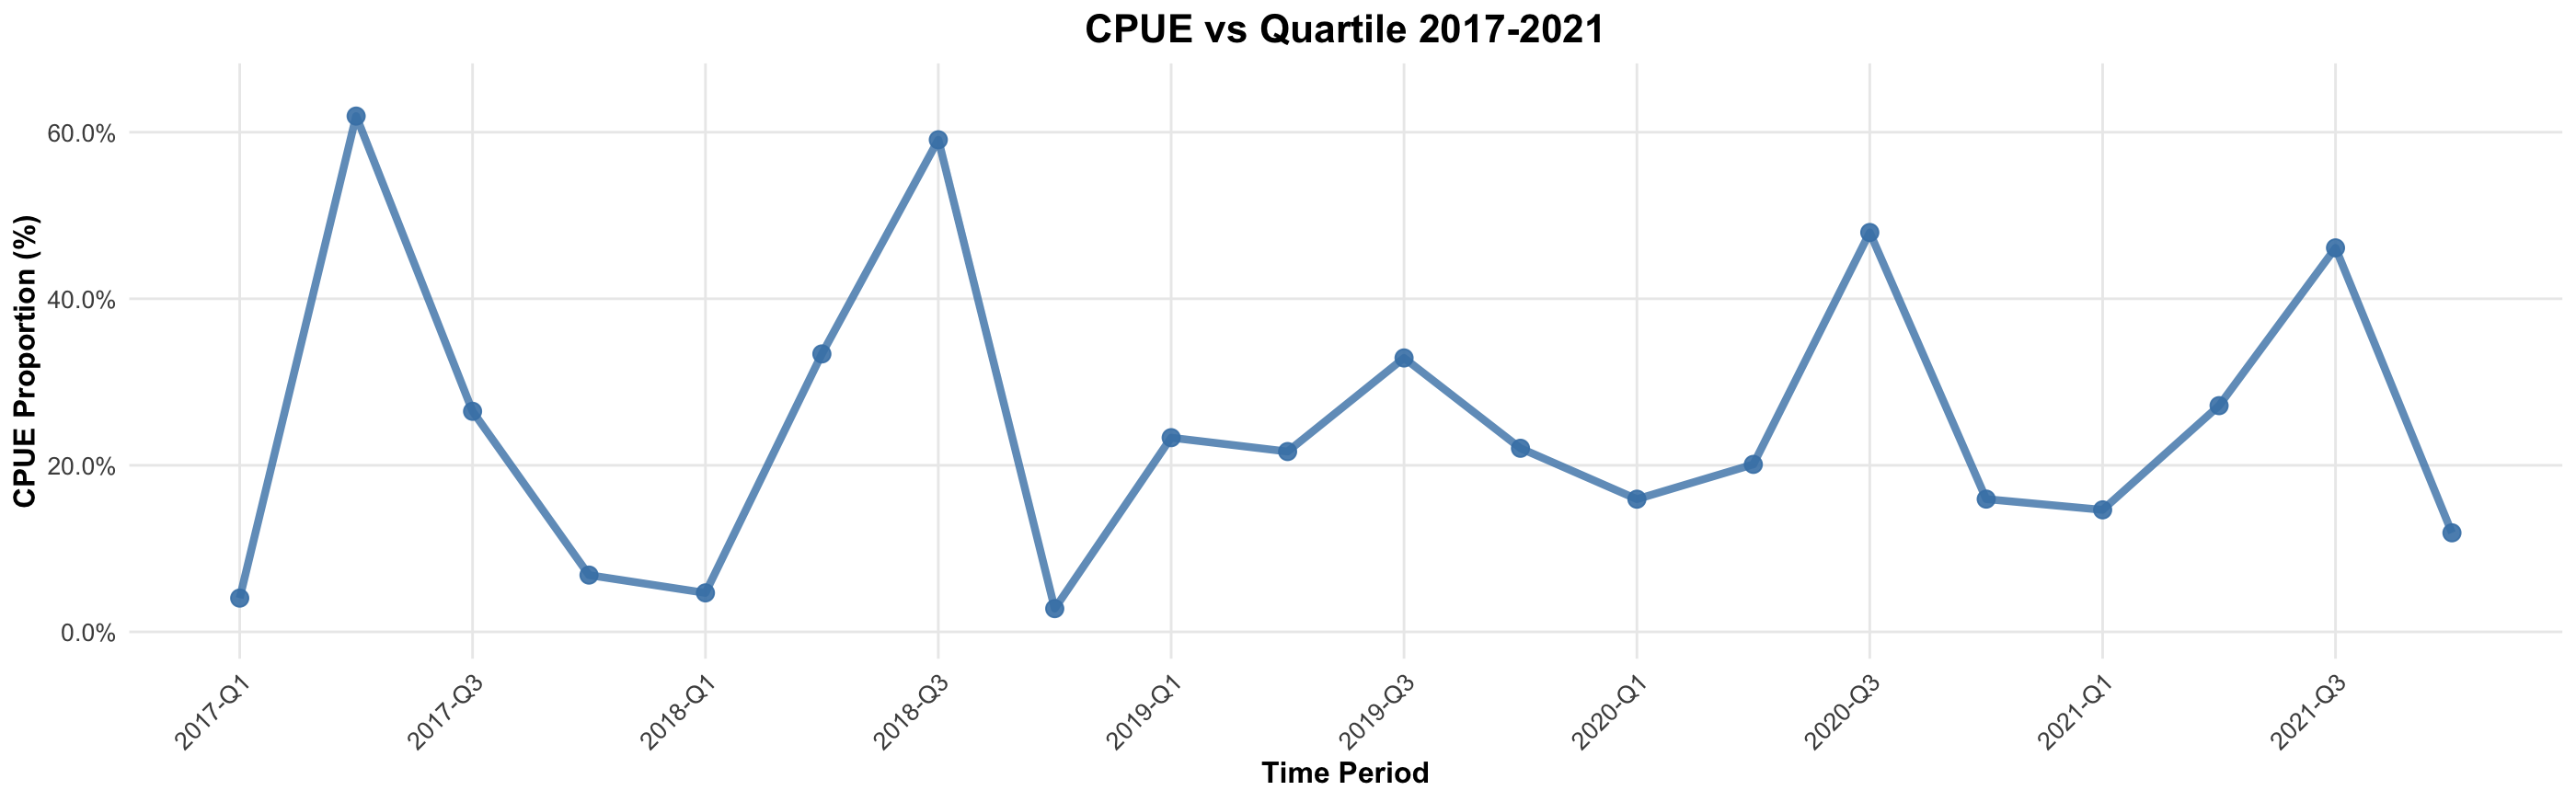 CPUE vs Quartile 2017-2021
CPUE Proportion (%)
60.0%
40.0%
20.0%
0.0%
2017-Q1
2017-Q3
2018-Q1
2018-Q3
2019-Q1
2019-Q3
2020-Q1
2020-Q3
2021-Q1
2021-Q3
Time Period